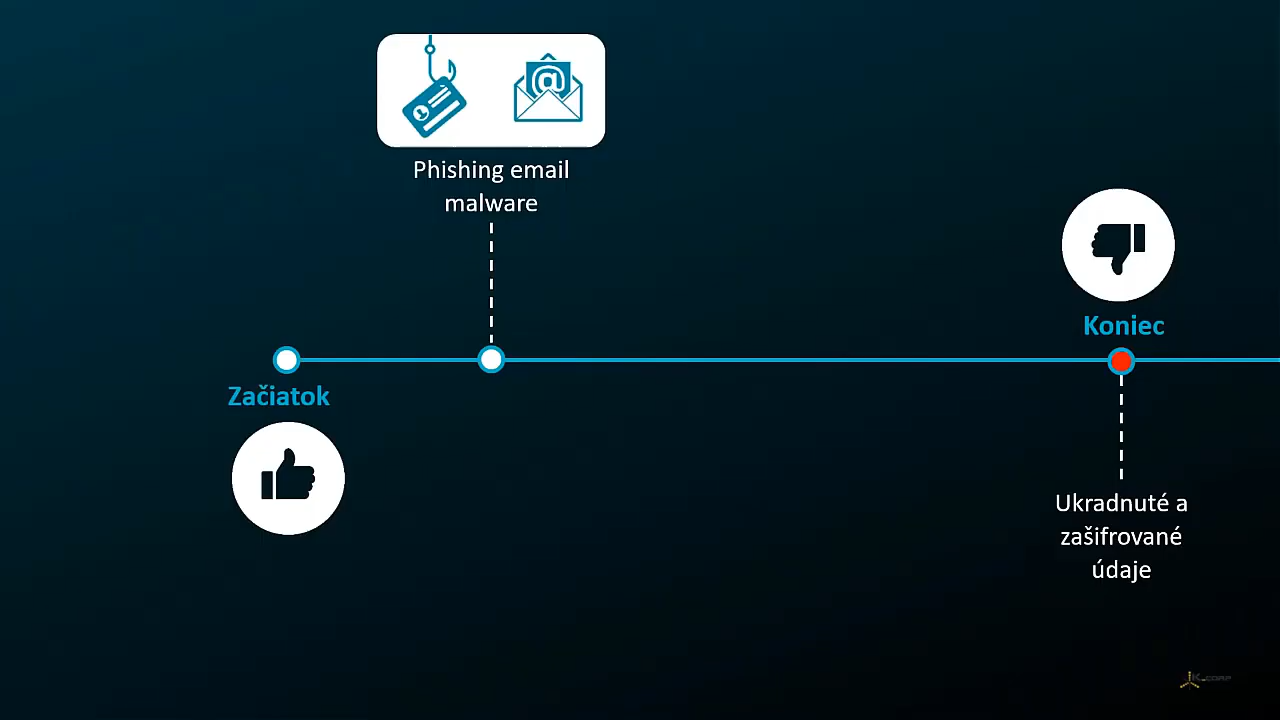 @
Phishing email
malware
Koniec
Začiatok
Ukradnuté a
zašifrované
údaje